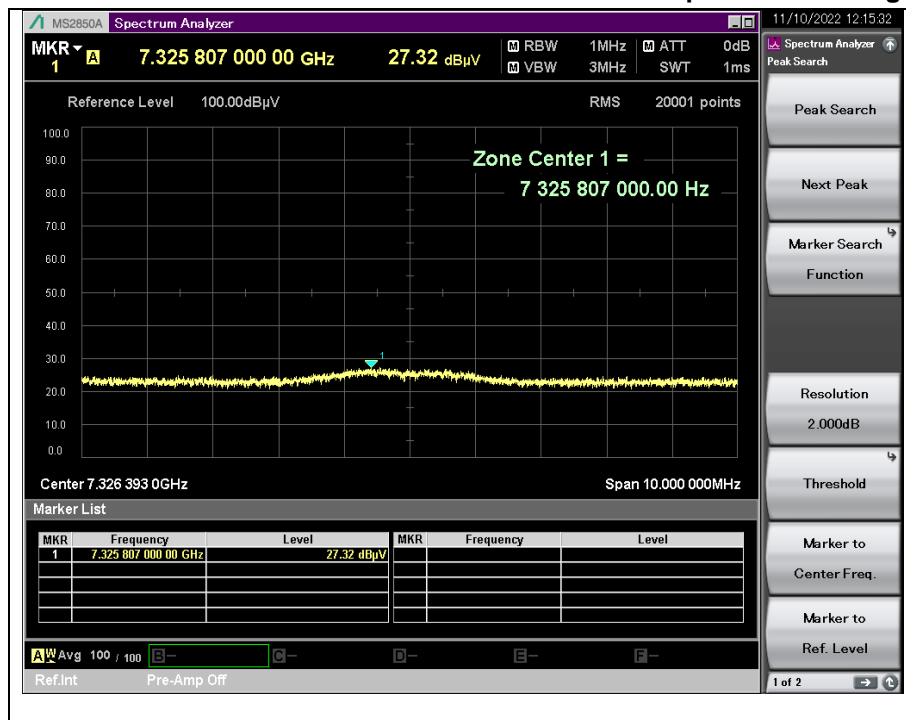 MS2850A Spectrum Analyzer 11/10/2022 12:15:32
MKR 1 A 7.325 807 000 00 GHz 27.32 dBµV
M RBW 1MHz M ATT 0dB
M VBW 3MHz SWT 1ms
Reference Level 100.00dBµV RMS 20001 points
100.0
90.0
80.0
70.0
60.0
50.0
40.0
30.0
20.0
10.0
0.0
Zone Center 1 =
7 325 807 000.00 Hz
1
Center 7.326 393 0GHz Span 10.000 000MHz
Marker List
MKR Frequency Level MKR Frequency Level
1 7.325 807 000 00 GHz 27.32 dBµV
A Avg 100 / 100 B- C- D- E- F-
Ref.Int Pre-Amp Off
Spectrum Analyzer
Peak Search
Peak Search
Next Peak
Marker Search
Function
Resolution
2.000dB
Threshold
Marker to
Center Freq.
Marker to
Ref. Level
1 of 2